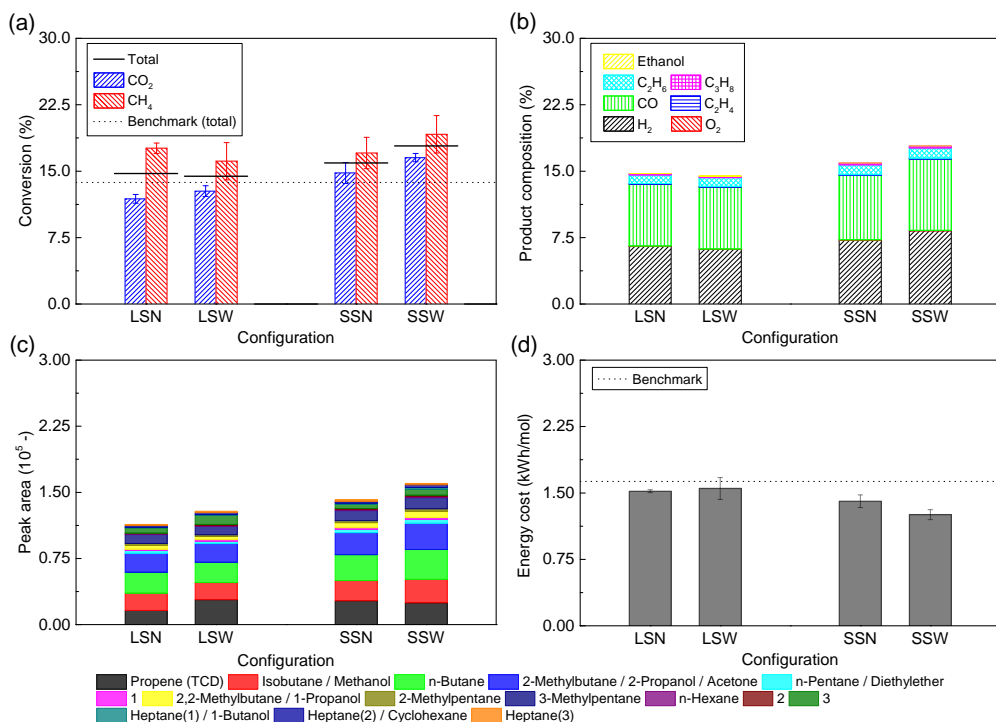 (a)
30.0
22.5
15.0
7.5
0.0
Conversion (%)
Total
CO₂
CH₄
Benchmark (total)
LSN LSW SSN SSW
Configuration
(b)
30.0
22.5
15.0
7.5
0.0
Product composition (%)
Ethanol
C₂H₆ C₃H₈
CO C₂H₄
H₂ O₂
LSN LSW SSN SSW
Configuration
(c)
3.00
2.25
1.50
0.75
0.00
Peak area (10⁵ -)
LSN LSW SSN SSW
Configuration
(d)
3.00
2.25
1.50
0.75
0.00
Energy cost (kWh/mol)
Benchmark
LSN LSW SSN SSW
Configuration
Propene (TCD) Isobutane / Methanol n-Butane 2-Methylbutane / 2-Propanol / Acetone n-Pentane / Diethylether
1 2,2-Methylbutane / 1-Propanol 2-Methylpentane 3-Methylpentane n-Hexane 2 3
Heptane(1) / 1-Butanol Heptane(2) / Cyclohexane Heptane(3)